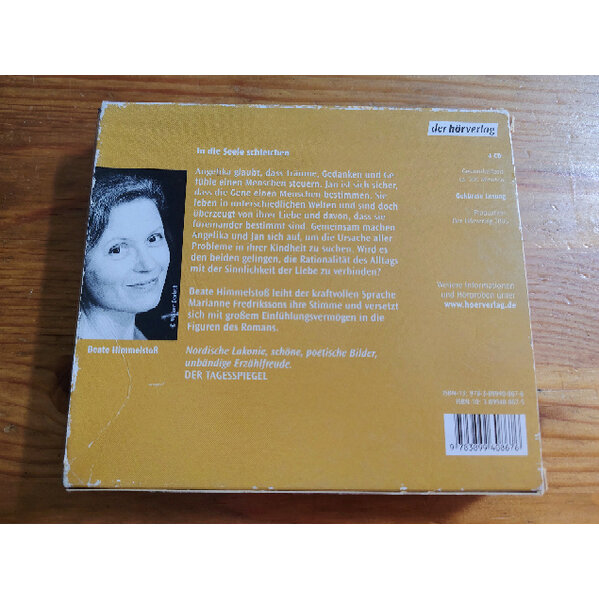 der hörverlag
In die Seele schleichen
Angelika glaubt, dass Träume, Gedanken und Ge-
fühle einen Menschen steuern. Jan ist sich sicher,
dass die Gene einen Menschen bestimmen. Sie
leben in unterschiedlichen Welten und sind doch
überzeugt von ihrer Liebe und davon, dass sie
füreinander bestimmt sind. Gemeinsam machen
Angelika und Jan sich auf, um die Ursache aller
Probleme in ihrer Kindheit zu suchen. Wird es
den beiden gelingen, die Rationalität des Alltags
mit der Sinnlichkeit der Liebe zu verbinden?
Beate Himmelstoß leiht der kraftvollen Sprache
Marianne Fredrikssons ihre Stimme und versetzt
sich mit großem Einfühlungsvermögen in die
Figuren des Romans.
Nordische Lakonie, schöne, poetische Bilder,
unbändige Erzählfreude.
DER TAGESSPIEGEL
Beate Himmelstoß
CD
Lesung
Weitere Informationen
und Hörproben unter
www.hoerverlag.de
9 783899 400876